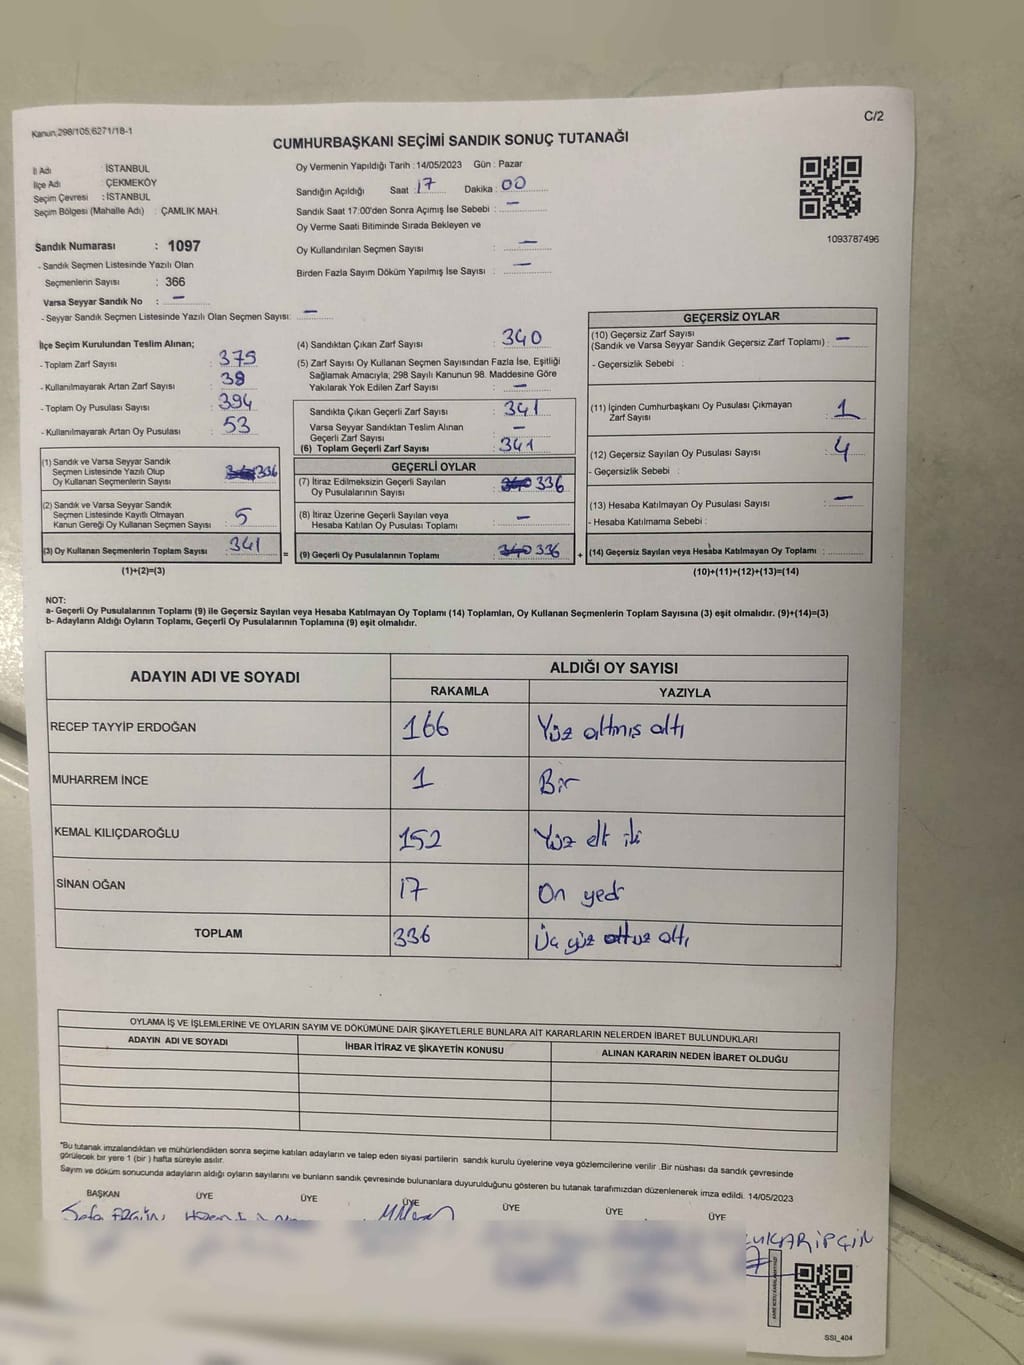 Kanun:298/105,6271/18-1
C/2
CUMHURBAŞKANI SEÇİMİ SANDIK SONUÇ TUTANAĞI
İl Adı : İSTANBUL
İlçe Adı : ÇEKMEKÖY
Seçim Çevresi : İSTANBUL
Seçim Bölgesi (Mahalle Adı) : ÇAMLIK MAH.
Sandık Numarası : 1097
- Sandık Seçmen Listesinde Yazılı Olan
Seçmenlerin Sayısı : 366
Varsa Seyyar Sandık No : —
- Seyyar Sandık Seçmen Listesinde Yazılı Olan Seçmen Sayısı: —
Oy Vermenin Yapıldığı Tarih : 14/05/2023 Gün : Pazar
Sandığın Açıldığı Saat : 17 Dakika : 00
Sandık Saat 17:00'den Sonra Açımış İse Sebebi : —
Oy Verme Saati Bitiminde Sırada Bekleyen ve
Oy Kullandırılan Seçmen Sayısı : —
Birden Fazla Sayım Döküm Yapılmış İse Sayısı : —
1093787496
İlçe Seçim Kurulundan Teslim Alınan;
- Toplam Zarf Sayısı : 379
- Kullanılmayarak Artan Zarf Sayısı : 38
- Toplam Oy Pusulası Sayısı : 394
- Kullanılmayarak Artan Oy Pusulası : 53
(1) Sandık ve Varsa Seyyar Sandık
Seçmen Listesinde Yazılı Olup
Oy Kullanan Seçmenlerin Sayısı : 336
(2) Sandık ve Varsa Seyyar Sandık
Seçmen Listesinde Kayıtlı Olmayan
Kanun Gereği Oy Kullanan Seçmen Sayısı : 5
(3) Oy Kullanan Seçmenlerin Toplam Sayısı : 341
(1)+(2)=(3)
=
(4) Sandıktan Çıkan Zarf Sayısı : 340
(5) Zarf Sayısı Oy Kullanan Seçmen Sayısından Fazla İse, Eşitliği
Sağlamak Amacıyla; 298 Sayılı Kanunun 98. Maddesine Göre
Yakılarak Yok Edilen Zarf Sayısı : —
Sandıkta Çıkan Geçerli Zarf Sayısı : 341
Varsa Seyyar Sandıktan Teslim Alınan
Geçerli Zarf Sayısı : —
(6) Toplam Geçerli Zarf Sayısı : 341
GEÇERLİ OYLAR
(7) İtiraz Edilmeksizin Geçerli Sayılan
Oy Pusulalarının Sayısı : 340 336
(8) İtiraz Üzerine Geçerli Sayılan veya
Hesaba Katılan Oy Pusulası Toplamı : —
(9) Geçerli Oy Pusulalarının Toplamı : 340 336
+
GEÇERSİZ OYLAR
(10) Geçersiz Zarf Sayısı
(Sandık ve Varsa Seyyar Sandık Geçersiz Zarf Toplamı) : —
- Geçersizlik Sebebi :
(11) İçinden Cumhurbaşkanı Oy Pusulası Çıkmayan
Zarf Sayısı : 1
(12) Geçersiz Sayılan Oy Pusulası Sayısı : 4
- Geçersizlik Sebebi :
(13) Hesaba Katılmayan Oy Pusulası Sayısı : —
- Hesaba Katılmama Sebebi :
(14) Geçersiz Sayılan veya Hesaba Katılmayan Oy Toplamı :
(10)+(11)+(12)+(13)=(14)
NOT:
a- Geçerli Oy Pusulalarının Toplamı (9) ile Geçersiz Sayılan veya Hesaba Katılmayan Oy Toplamı (14) Toplamları, Oy Kullanan Seçmenlerin Toplam Sayısına (3) eşit olmalıdır. (9)+(14)=(3)
b- Adayların Aldığı Oyların Toplamı, Geçerli Oy Pusulalarının Toplamına (9) eşit olmalıdır.
ADAYIN ADI VE SOYADI
ALDIĞI OY SAYISI
RAKAMLA YAZIYLA
RECEP TAYYİP ERDOĞAN 166 Yüz altmış altı
MUHARREM İNCE 1 Bir
KEMAL KILIÇDAROĞLU 152 Yüz elli iki
SİNAN OĞAN 17 On yedi
TOPLAM 336 Üç yüz otuz altı
OYLAMA İŞ VE İŞLEMLERİNE VE OYLARIN SAYIM VE DÖKÜMÜNE DAİR ŞİKAYETLERLE BUNLARA AİT KARARLARIN NELERDEN İBARET BULUNDUKLARI
ADAYIN ADI VE SOYADI İHBAR İTİRAZ VE ŞİKAYETİN KONUSU ALINAN KARARIN NEDEN İBARET OLDUĞU
*Bu tutanak imzalandıktan ve mühürlendikten sonra seçime katılan adayların ve talep eden siyasi partilerin sandık kurulu üyelerine veya gözlemcilerine verilir .Bir nüshası da sandık çevresinde
görülecek bir yere 1 (bir ) hafta süreyle asılır.
Sayım ve döküm sonucunda adayların aldığı oyların sayılarını ve bunların sandık çevresinde bulunanlara duyurulduğunu gösteren bu tutanak tarafımızdan düzenlenerek imza edildi. 14/05/2023
BAŞKAN ÜYE ÜYE ÜYE ÜYE ÜYE ÜYE
SSİ_404